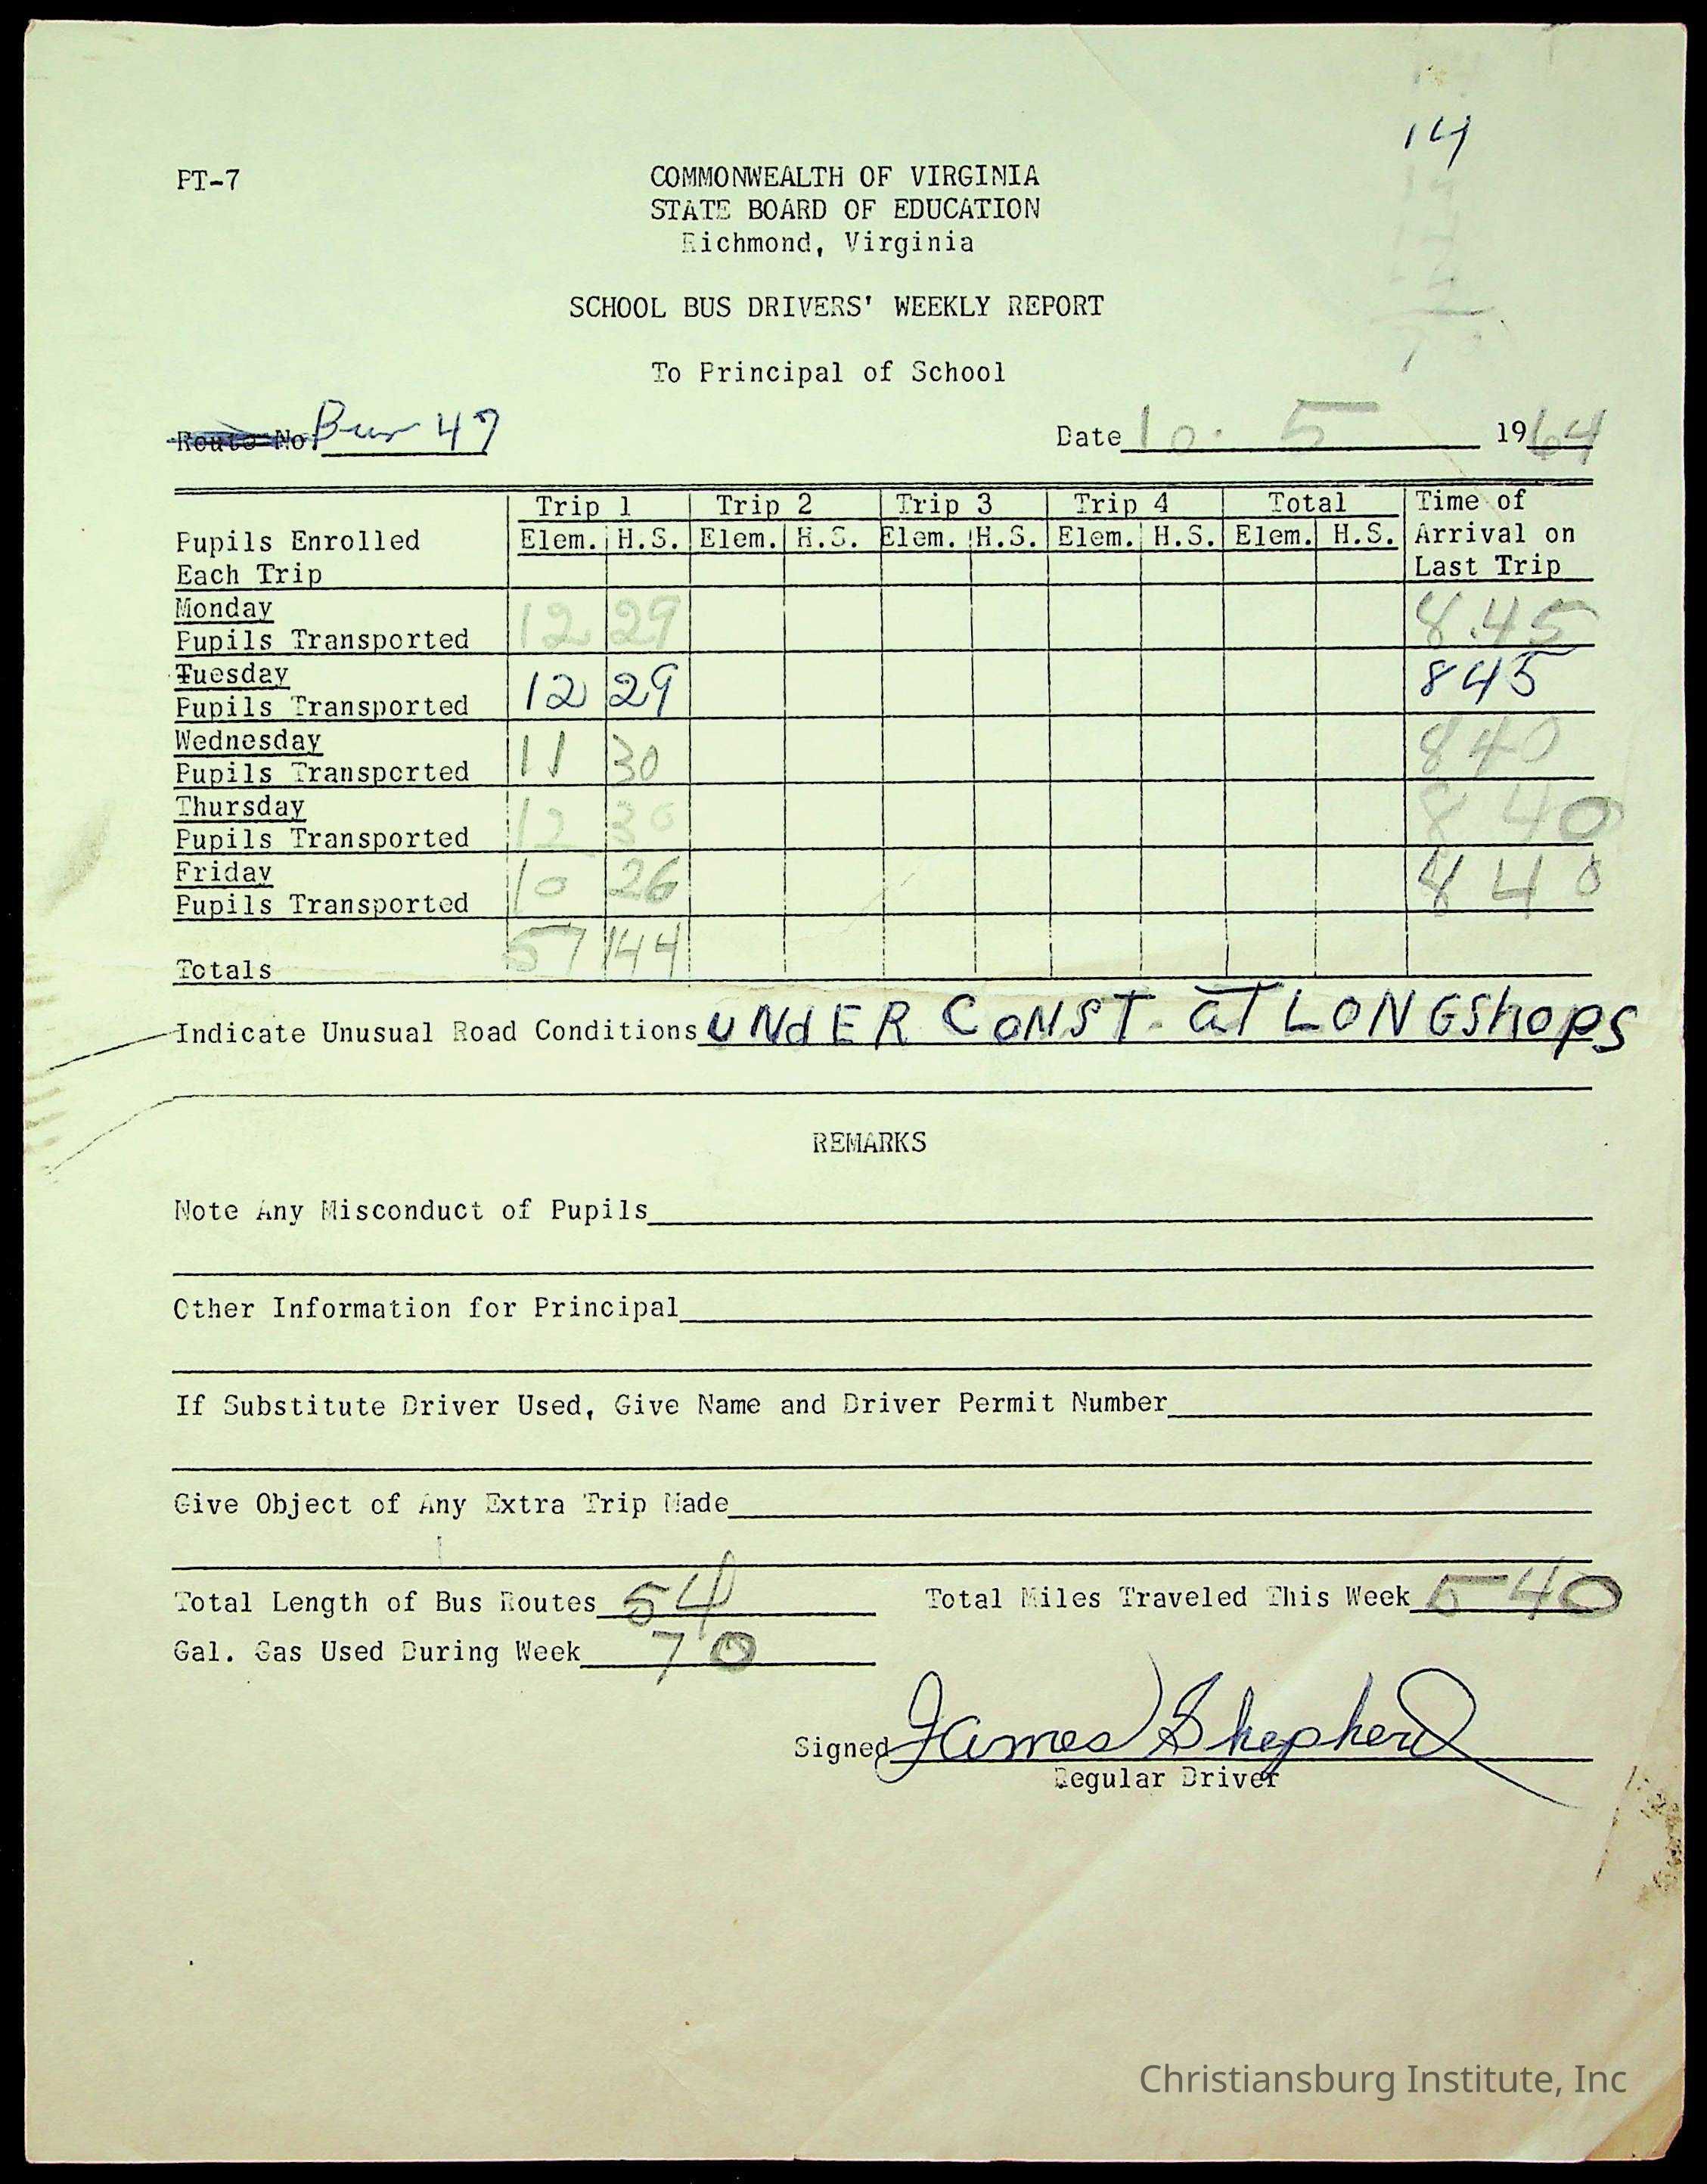 14
PT-7
COMMONWEALTH OF VIRGINIA
STATE BOARD OF EDUCATION
Richmond, Virginia
SCHOOL BUS DRIVERS' WEEKLY REPORT
To Principal of School
Route No. Bus 47 Date 10. 5 1964
Trip 1 Trip 2 Trip 3 Trip 4 Total Time of
Pupils Enrolled Elem. H.S. Elem. H.S. Elem. H.S. Elem. H.S. Elem. H.S. Arrival on
Each Trip Last Trip
Monday
Pupils Transported 12 29 8.45
Tuesday
Pupils Transported 12 29 845
Wednesday
Pupils Transported 11 30 840
Thursday
Pupils Transported 12 30 840
Friday
Pupils Transported 10 26 840
Totals 57 144
Indicate Unusual Road Conditions UNdER CONST. at LONGShops
REMARKS
Note Any Misconduct of Pupils
Other Information for Principal
If Substitute Driver Used, Give Name and Driver Permit Number
Give Object of Any Extra Trip Made
Total Length of Bus Routes 54 Total Miles Traveled This Week 540
Gal. Gas Used During Week 70
Signed James Shepherd
Regular Driver
Christiansburg Institute, Inc